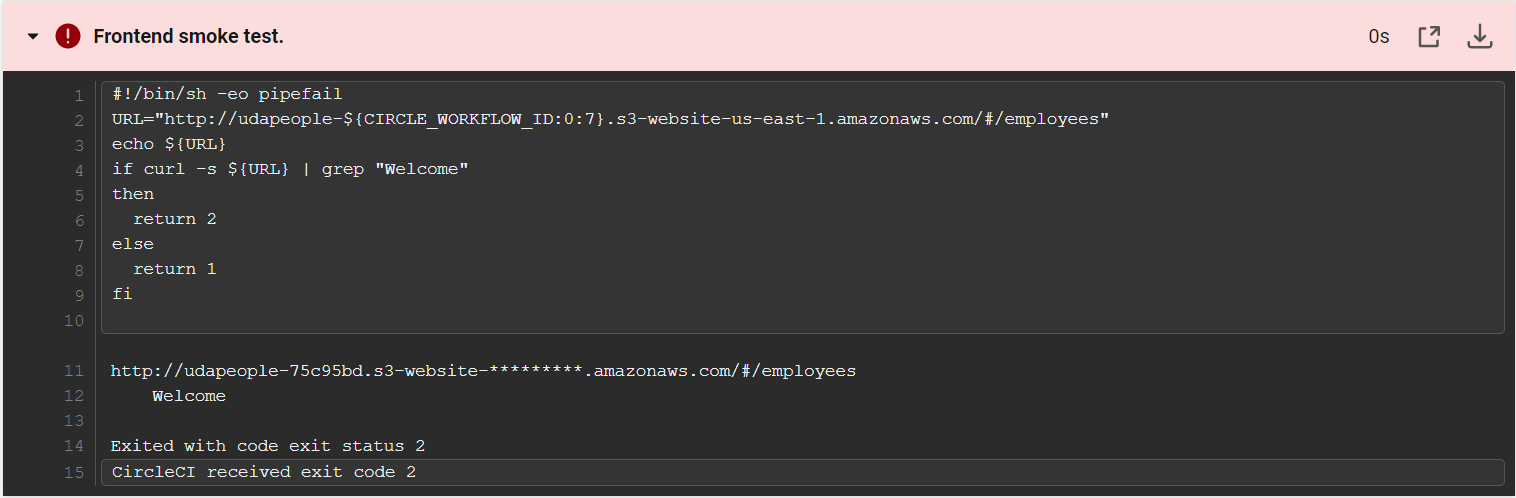 Frontend smoke test.
0s
1 #!/bin/sh -eo pipefail
2 URL="http://udapeople-${CIRCLE_WORKFLOW_ID:0:7}.s3-website-us-east-1.amazonaws.com/#/employees"
3 echo ${URL}
4 if curl -s ${URL} | grep "Welcome"
5 then
6   return 2
7 else
8   return 1
9 fi
10
11 http://udapeople-75c95bd.s3-website-*********.amazonaws.com/#/employees
12     Welcome
13
14 Exited with code exit status 2
15 CircleCI received exit code 2